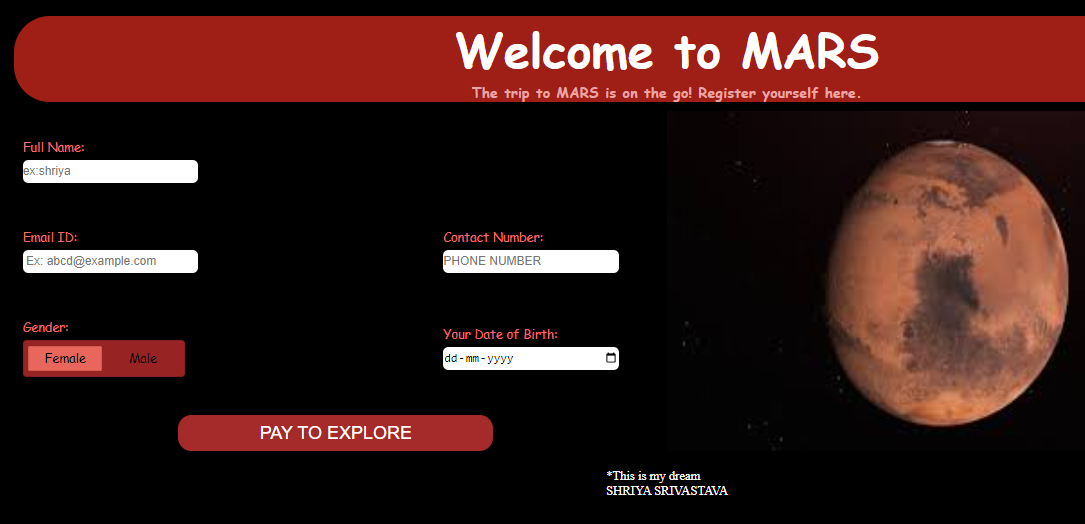 Welcome to MARS
The trip to MARS is on the go! Register yourself here.
Full Name:
ex:shriya
Email ID:
Ex: abcd@example.com
Contact Number:
PHONE NUMBER
Gender:
Female Male
Your Date of Birth:
dd-mm-yyyy
PAY TO EXPLORE
*This is my dream
SHRIYA SRIVASTAVA